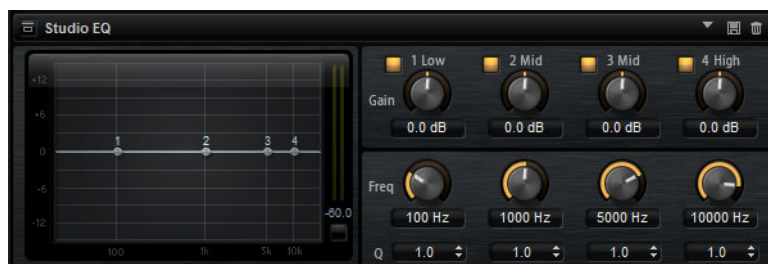 Studio EQ
+12
+6
0
-6
-12
1 2 3 4
100 1k 5k 10k
-60.0
1 Low 2 Mid 3 Mid 4 High
Gain
0.0 dB 0.0 dB 0.0 dB 0.0 dB
Freq
100 Hz 1000 Hz 5000 Hz 10000 Hz
Q 1.0 1.0 1.0 1.0